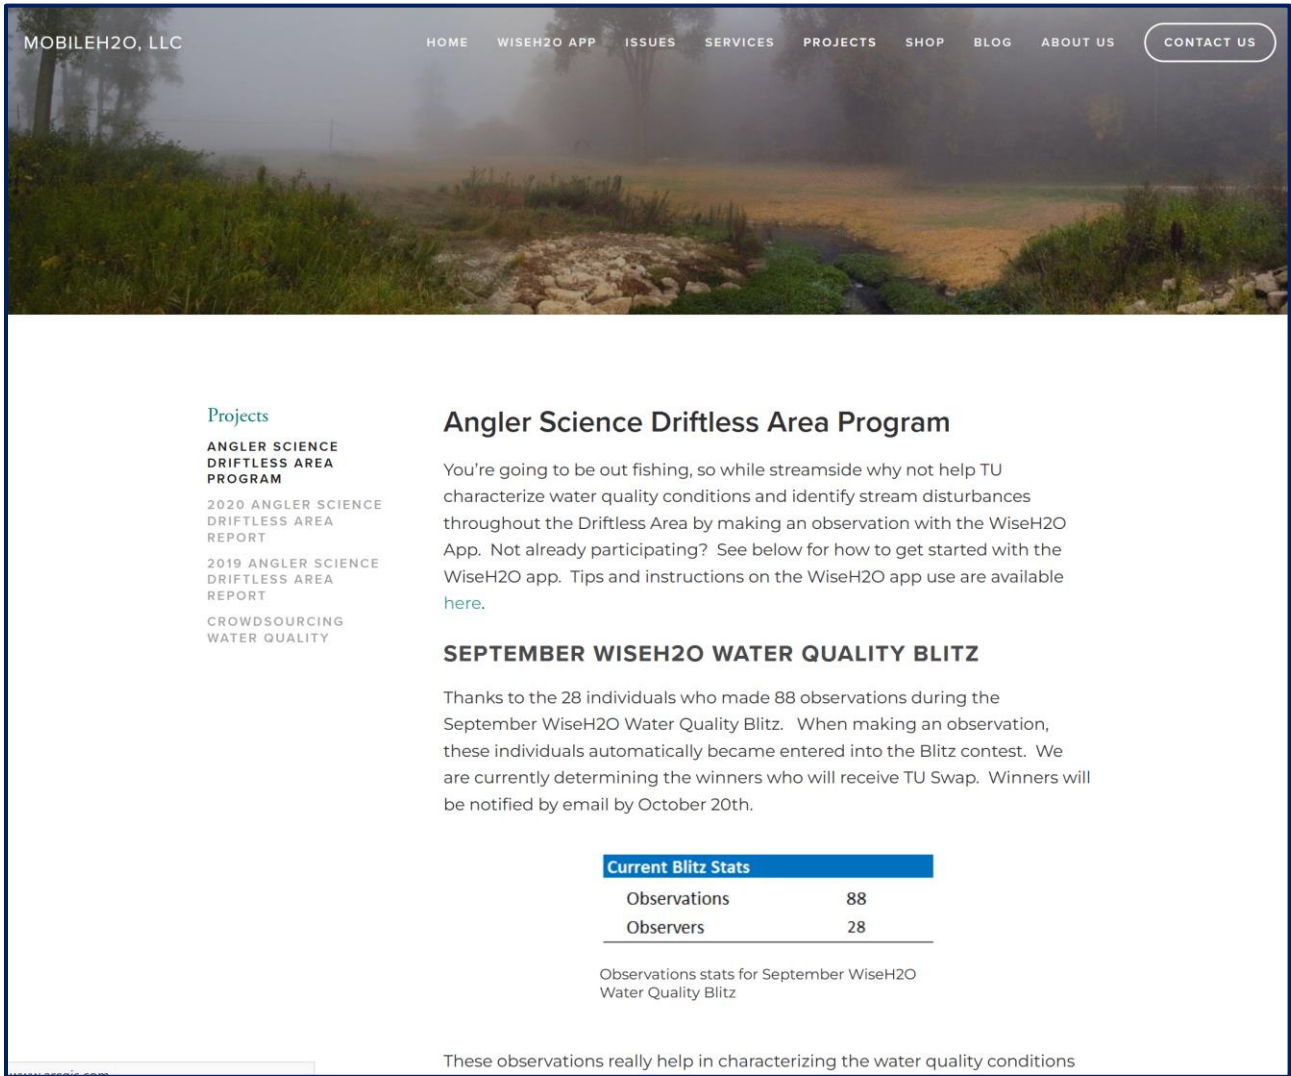 MOBILEH2O, LLC
HOME WISEH2O APP ISSUES SERVICES PROJECTS SHOP BLOG ABOUT US CONTACT US
Projects
ANGLER SCIENCE
DRIFTLESS AREA
PROGRAM
2020 ANGLER SCIENCE
DRIFTLESS AREA
REPORT
2019 ANGLER SCIENCE
DRIFTLESS AREA
REPORT
CROWDSOURCING
WATER QUALITY
Angler Science Driftless Area Program
You're going to be out fishing, so while streamside why not help TU
characterize water quality conditions and identify stream disturbances
throughout the Driftless Area by making an observation with the WiseH2O
App. Not already participating? See below for how to get started with the
WiseH2O app. Tips and instructions on the WiseH2O app use are available
here.
SEPTEMBER WISEH2O WATER QUALITY BLITZ
Thanks to the 28 individuals who made 88 observations during the
September WiseH2O Water Quality Blitz. When making an observation,
these individuals automatically became entered into the Blitz contest. We
are currently determining the winners who will receive TU Swap. Winners will
be notified by email by October 20th.
Current Blitz Stats
Observations 88
Observers 28
Observations stats for September WiseH2O
Water Quality Blitz
These observations really help in characterizing the water quality conditions